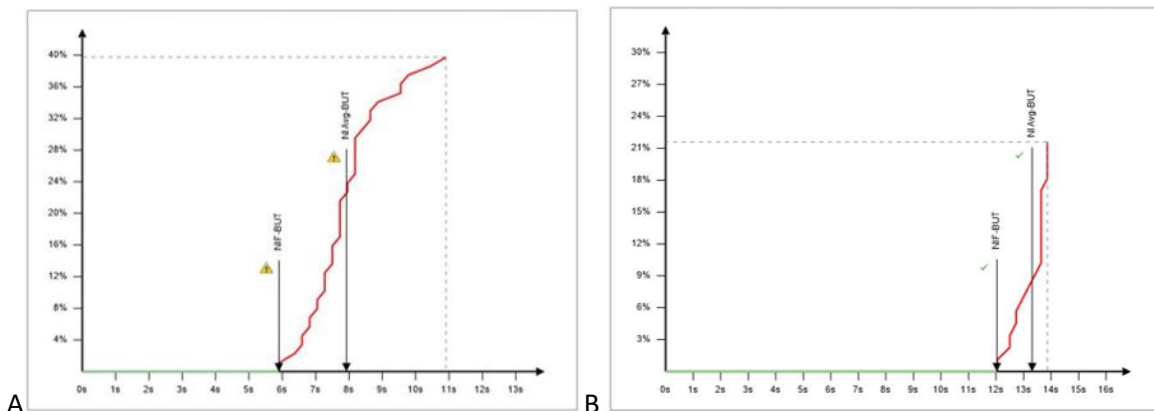 40%
36%
32%
28%
24%
20%
16%
12%
8%
4%
NIAvg-BUT
NIF-BUT
0s 1s 2s 3s 4s 5s 6s 7s 8s 9s 10s 11s 12s 13s
A
30%
27%
24%
21%
18%
15%
12%
9%
6%
3%
NIAvg-BUT
NIF-BUT
0s 1s 2s 3s 4s 5s 6s 7s 8s 9s 10s 11s 12s 13s 14s 15s 16s
B